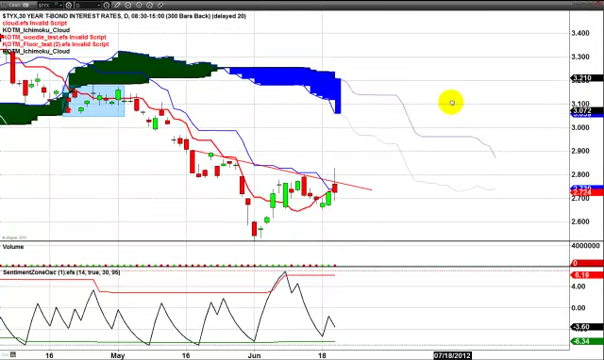 $TYX,30 YEAR T-BOND INTEREST RATES, D, 08:30-15:00 (300 Bars Back) (delayed 20)
cloud.efs Invalid Script
KOTM_Ichimoku_Cloud
KOTM_woodie_test.efs Invalid Script
KOTM_Floor_test (2).efs Invalid Script
KOTM_Ichimoku_Cloud
3.400
3.300
3.210
3.100
3.072
3.000
2.900
2.800
2.724
2.700
2.600
Volume
4000000
0
SentimentZoneOsc (1).efs (14, true, 30, 95)
6.19
4.00
0.00
-3.60
-6.34
16
May
16
Jun
18
07/18/2012